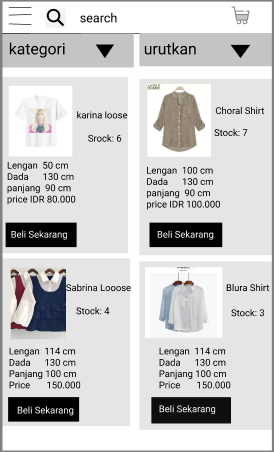 search
kategori
urutkan
karina loose
Srock: 6
Lengan 50 cm
Dada 130 cm
panjang 90 cm
price IDR 80.000
Beli Sekarang
Choral Shirt
Stock: 7
Lengan 100 cm
Dada 130 cm
panjang 90 cm
price IDR 100.000
Beli Sekarang
Sabrina Looose
Stock: 4
Lengan 114 cm
Dada 130 cm
Panjang 100 cm
Price 150.000
Beli Sekarang
Blura Shirt
Stock: 3
Lengan 114 cm
Dada 130 cm
Panjang 100 cm
Price 150.000
Beli Sekarang